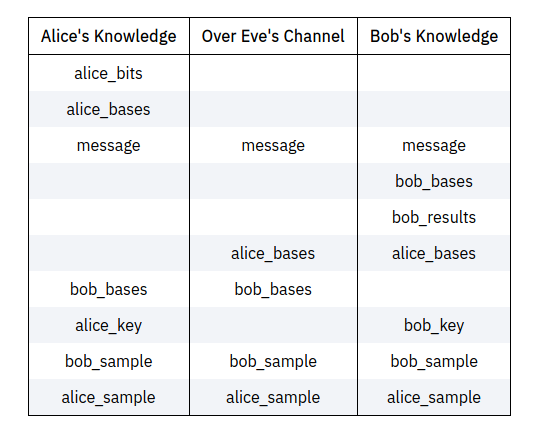 Alice's Knowledge Over Eve's Channel Bob's Knowledge
alice_bits
alice_bases
message message message
bob_bases
bob_results
alice_bases alice_bases
bob_bases bob_bases
alice_key bob_key
bob_sample bob_sample bob_sample
alice_sample alice_sample alice_sample